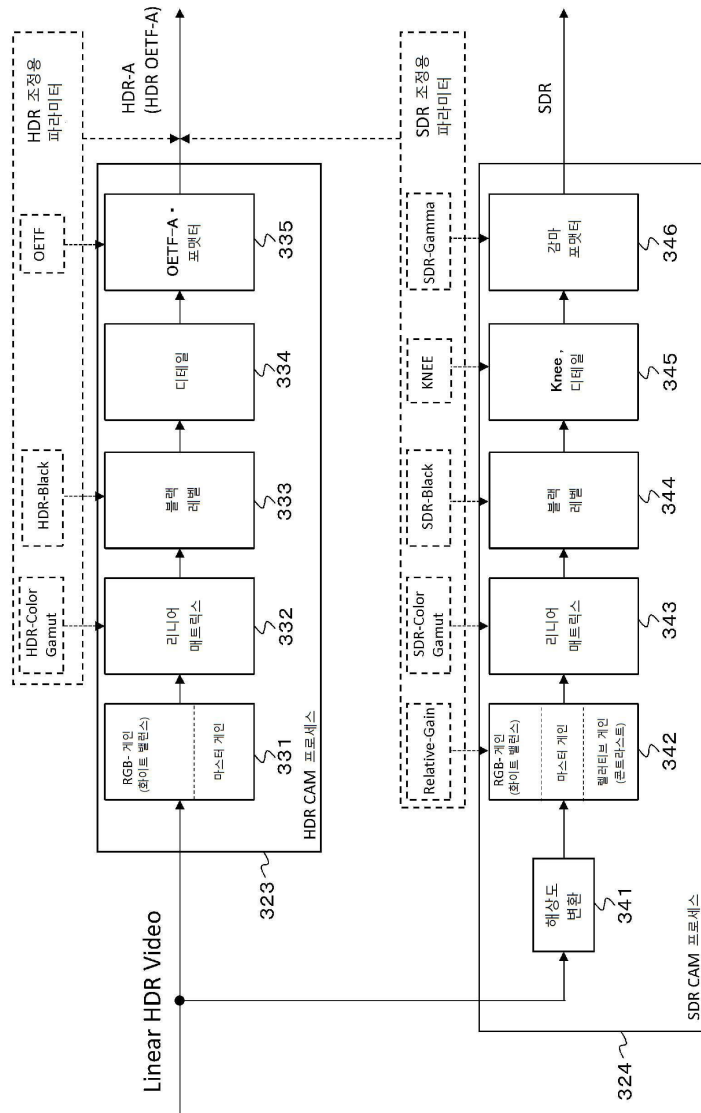 HDR 조정용
파라미터
OETF
HDR-Black
HDR-Color
Gamut
HDR-A
(HDR OETF-A)
Linear HDR Video
RGB- 게인
(화이트 밸런스)
마스터 게인
331
리니어
매트릭스
332
블랙
레벨
333
디테일
334
OETF-A・
포맷터
335
HDR CAM 프로세스
323
SDR 조정용
파라미터
Relative-Gain
SDR-Color
Gamut
SDR-Black
KNEE
SDR-Gamma
SDR
해상도
변환
341
RGB- 게인
(화이트 밸런스)
마스터 게인
렐러티브 게인
(콘트라스트)
342
리니어
매트릭스
343
블랙
레벨
344
Knee ,
디테일
345
감마
포맷터
346
SDR CAM 프로세스
324